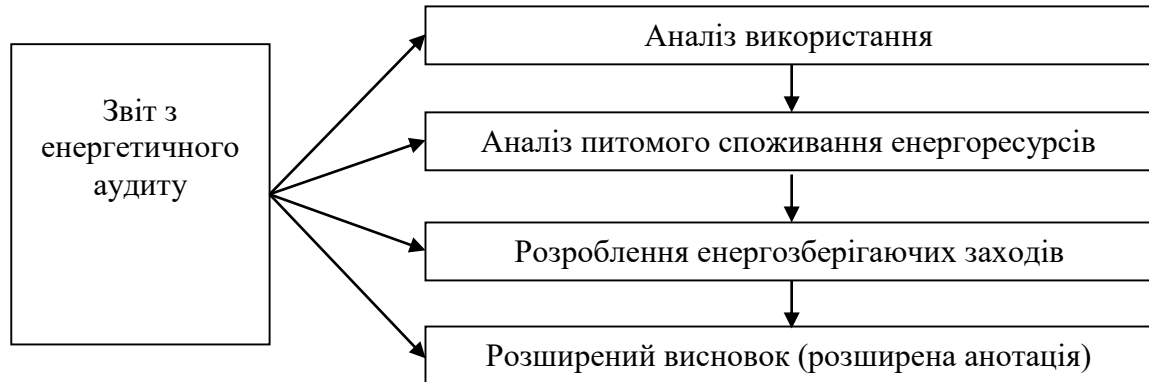 Звіт з
енергетичного
аудиту
Аналіз використання
Аналіз питомого споживання енергоресурсів
Розроблення енергозберігаючих заходів
Розширений висновок (розширена анотація)